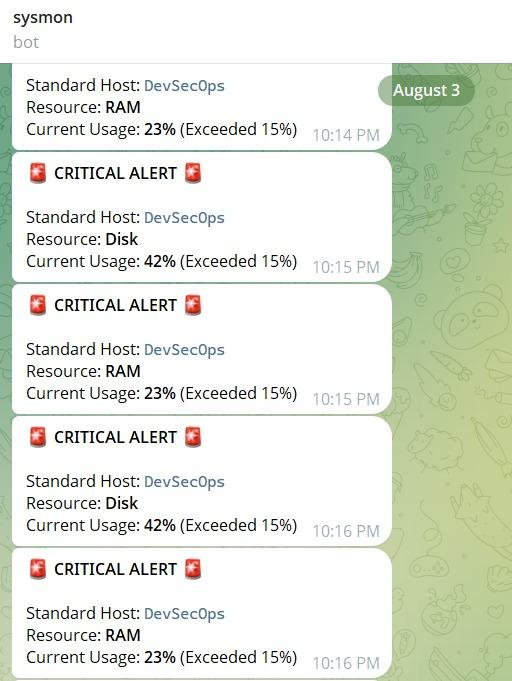 sysmon
bot
August 3
Standard Host: DevSecOps
Resource: RAM
Current Usage: 23% (Exceeded 15%) 10:14 PM
🚨 CRITICAL ALERT 🚨
Standard Host: DevSecOps
Resource: Disk
Current Usage: 42% (Exceeded 15%) 10:15 PM
🚨 CRITICAL ALERT 🚨
Standard Host: DevSecOps
Resource: RAM
Current Usage: 23% (Exceeded 15%) 10:15 PM
🚨 CRITICAL ALERT 🚨
Standard Host: DevSecOps
Resource: Disk
Current Usage: 42% (Exceeded 15%) 10:16 PM
🚨 CRITICAL ALERT 🚨
Standard Host: DevSecOps
Resource: RAM
Current Usage: 23% (Exceeded 15%) 10:16 PM